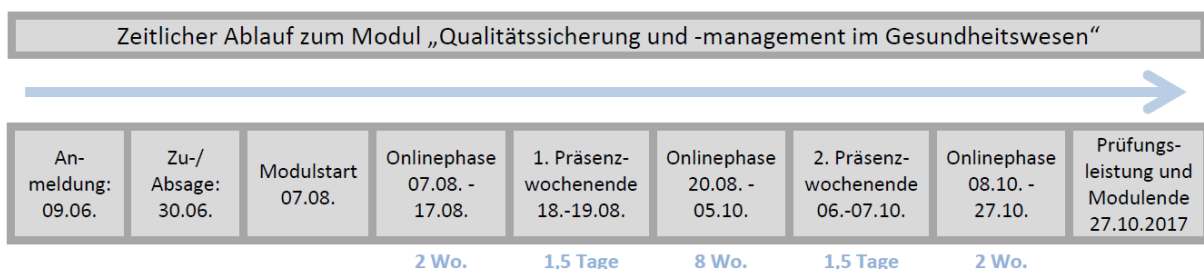 Zeitlicher Ablauf zum Modul „Qualitätssicherung und -management im Gesundheitswesen“
An-
meldung:
09.06.
Zu-/
Absage:
30.06.
Modulstart
07.08.
Onlinephase
07.08. -
17.08.
1. Präsenz-
wochenende
18.-19.08.
Onlinephase
20.08. -
05.10.
2. Präsenz-
wochenende
06.-07.10.
Onlinephase
08.10. -
27.10.
Prüfungs-
leistung und
Modulende
27.10.2017
2 Wo.
1,5 Tage
8 Wo.
1,5 Tage
2 Wo.